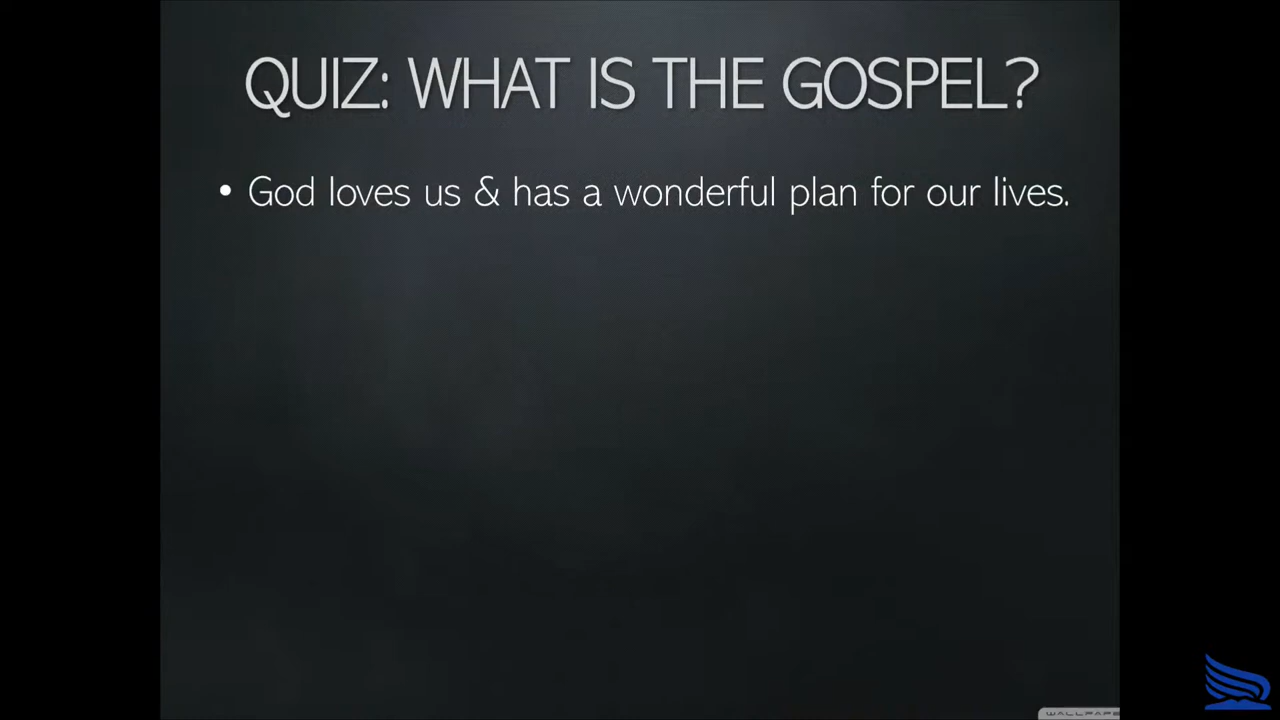 QUIZ: WHAT IS THE GOSPEL?
• God loves us & has a wonderful plan for our lives.